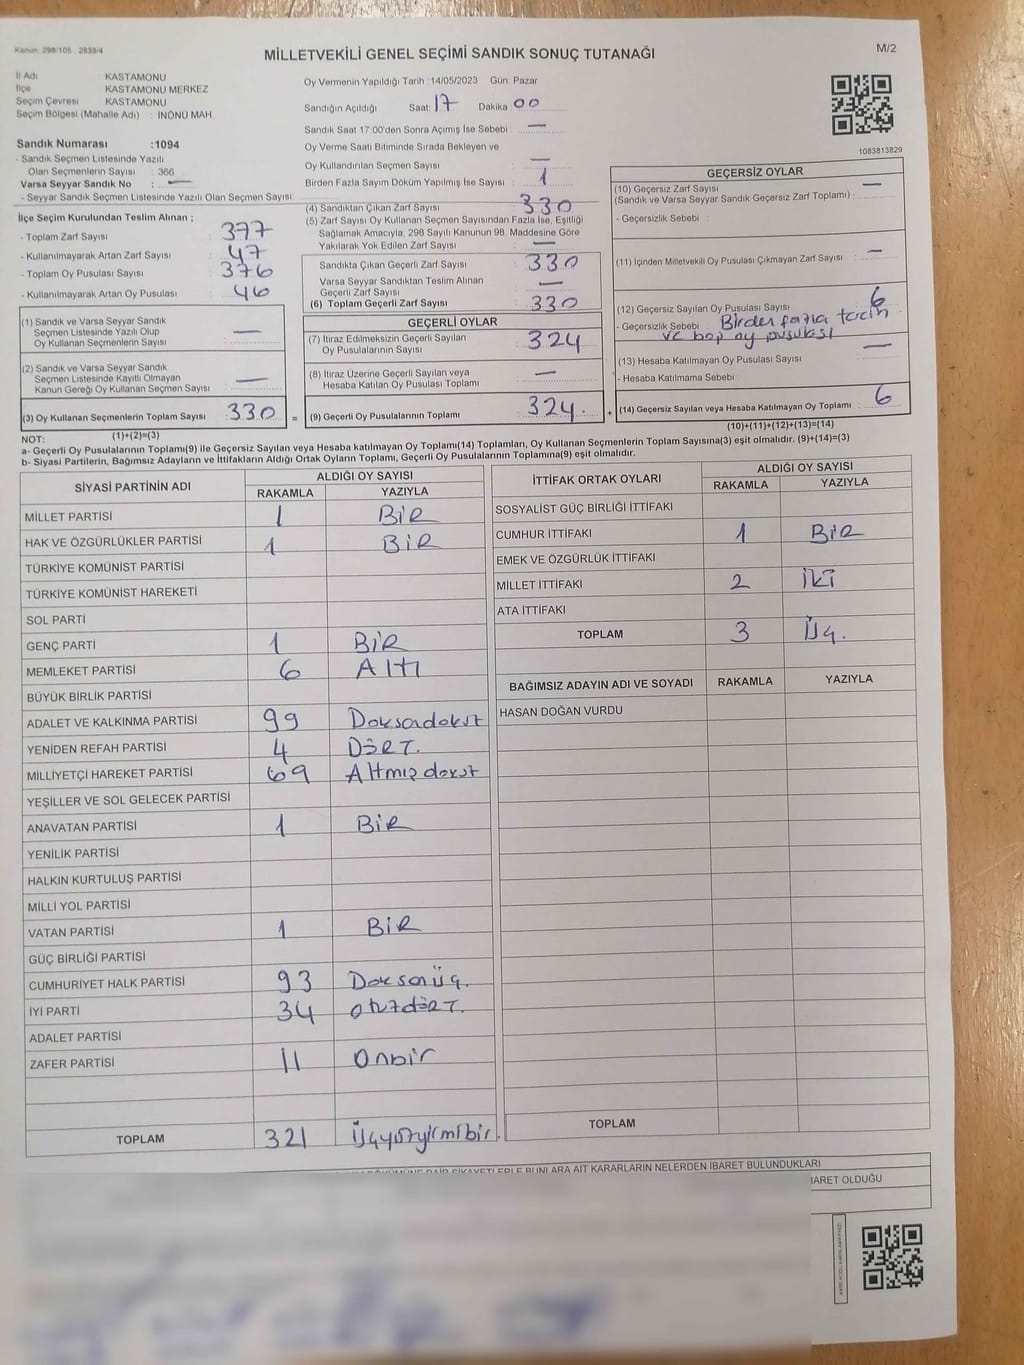 Kanun: 298/105 , 2839/4
MİLLETVEKİLİ GENEL SEÇİMİ SANDIK SONUÇ TUTANAĞI
M/2
İl Adı : KASTAMONU
İlçe : KASTAMONU MERKEZ
Seçim Çevresi : KASTAMONU
Seçim Bölgesi (Mahalle Adı) : İNÖNÜ MAH.
Sandık Numarası :1094
- Sandık Seçmen Listesinde Yazılı
Olan Seçmenlerin Sayısı : 366
Varsa Seyyar Sandık No : —
- Seyyar Sandık Seçmen Listesinde Yazılı Olan Seçmen Sayısı:
Oy Vermenin Yapıldığı Tarih :14/05/2023 Gün: Pazar
Sandığın Açıldığı Saat: 17 Dakika 00
Sandık Saat 17:00'den Sonra Açımış İse Sebebi : —
Oy Verme Saati Bitiminde Sırada Bekleyen ve
Oy Kullandırılan Seçmen Sayısı : —
Birden Fazla Sayım Döküm Yapılmış İse Sayısı : 1
1083813829
İlçe Seçim Kurulundan Teslim Alınan ;
- Toplam Zarf Sayısı : 377
- Kullanılmayarak Artan Zarf Sayısı : 47
- Toplam Oy Pusulası Sayısı : 376
- Kullanılmayarak Artan Oy Pusulası : 46
(1) Sandık ve Varsa Seyyar Sandık
Seçmen Listesinde Yazılı Olup
Oy Kullanan Seçmenlerin Sayısı : —
(2) Sandık ve Varsa Seyyar Sandık
Seçmen Listesinde Kayıtlı Olmayan
Kanun Gereği Oy Kullanan Seçmen Sayısı : —
(3) Oy Kullanan Seçmenlerin Toplam Sayısı : 330 =
(1)+(2)=(3)
(4) Sandıktan Çıkan Zarf Sayısı : 330
(5) Zarf Sayısı Oy Kullanan Seçmen Sayısından Fazla İse, Eşitliği
Sağlamak Amacıyla, 298 Sayılı Kanunun 98. Maddesine Göre
Yakılarak Yok Edilen Zarf Sayısı : —
Sandıkta Çıkan Geçerli Zarf Sayısı : 330
Varsa Seyyar Sandıktan Teslim Alınan
Geçerli Zarf Sayısı : —
(6) Toplam Geçerli Zarf Sayısı : 330
GEÇERLİ OYLAR
(7) İtiraz Edilmeksizin Geçerli Sayılan
Oy Pusulalarının Sayısı : 324
(8) İtiraz Üzerine Geçerli Sayılan veya
Hesaba Katılan Oy Pusulası Toplamı : —
(9) Geçerli Oy Pusulalarının Toplamı : 324. +
GEÇERSİZ OYLAR
(10) Geçersiz Zarf Sayısı
(Sandık ve Varsa Seyyar Sandık Geçersiz Zarf Toplamı) : —
- Geçersizlik Sebebi :
(11) İçinden Milletvekili Oy Pusulası Çıkmayan Zarf Sayısı : —
(12) Geçersiz Sayılan Oy Pusulası Sayısı : 6
- Geçersizlik Sebebi : Birden fazla tercih
ve boş oy pusulası
(13) Hesaba Katılmayan Oy Pusulası Sayısı : —
- Hesaba Katılmama Sebebi :
(14) Geçersiz Sayılan veya Hesaba Katılmayan Oy Toplamı : 6
(10)+(11)+(12)+(13)=(14)
NOT:
a- Geçerli Oy Pusulalarının Toplamı(9) ile Geçersiz Sayılan veya Hesaba katılmayan Oy Toplamı(14) Toplamları, Oy Kullanan Seçmenlerin Toplam Sayısına(3) eşit olmalıdır. (9)+(14)=(3)
b- Siyasi Partilerin, Bağımsız Adayların ve İttifakların Aldığı Oyların Toplamı, Geçerli Oy Pusulalarının Toplamına(9) eşit olmalıdır.
SİYASİ PARTİNİN ADI ALDIĞI OY SAYISI
RAKAMLA YAZIYLA
MİLLET PARTİSİ 1 BİR
HAK VE ÖZGÜRLÜKLER PARTİSİ 1 BİR
TÜRKİYE KOMÜNİST PARTİSİ
TÜRKİYE KOMÜNİST HAREKETİ
SOL PARTİ
GENÇ PARTİ 1 BİR
MEMLEKET PARTİSİ 6 Altı
BÜYÜK BİRLİK PARTİSİ
ADALET VE KALKINMA PARTİSİ 99 Doksandokuz
YENİDEN REFAH PARTİSİ 4 DÖRT.
MİLLİYETÇİ HAREKET PARTİSİ 69 Altmışdokuz
YEŞİLLER VE SOL GELECEK PARTİSİ
ANAVATAN PARTİSİ 1 BİR
YENİLİK PARTİSİ
HALKIN KURTULUŞ PARTİSİ
MİLLİ YOL PARTİSİ
VATAN PARTİSİ 1 BİR
GÜÇ BİRLİĞİ PARTİSİ
CUMHURİYET HALK PARTİSİ 93 Doksanüç.
İYİ PARTİ 34 otuzdört.
ADALET PARTİSİ
ZAFER PARTİSİ 11 Onbir
TOPLAM 321 Üçyüzyirmibir.
İTTİFAK ORTAK OYLARI ALDIĞI OY SAYISI
RAKAMLA YAZIYLA
SOSYALİST GÜÇ BİRLİĞİ İTTİFAKI
CUMHUR İTTİFAKI 1 BİR
EMEK VE ÖZGÜRLÜK İTTİFAKI
MİLLET İTTİFAKI 2 İKİ
ATA İTTİFAKI
TOPLAM 3 Üç.
BAĞIMSIZ ADAYIN ADI VE SOYADI RAKAMLA YAZIYLA
HASAN DOĞAN VURDU
TOPLAM
DAİR ŞİKAYETLERLE BUNLARA AİT KARARLARIN NELERDEN İBARET BULUNDUKLARI
İBARET OLDUĞU